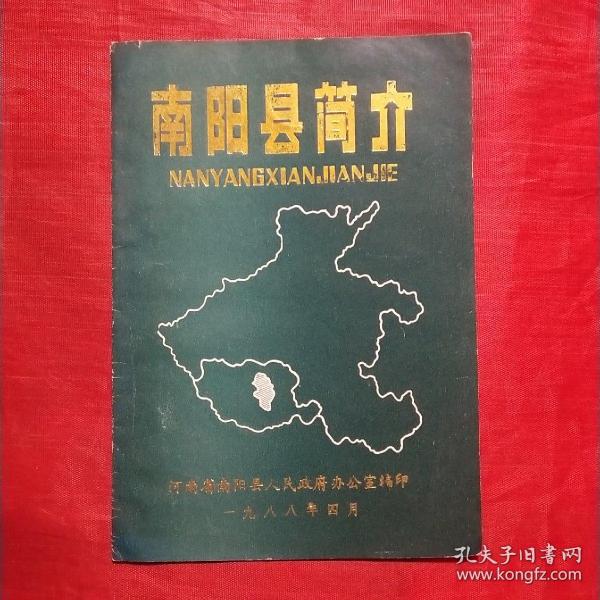 南阳县简介
NANYANGXIANJIANJIE
河南省南阳县人民政府办公室编印
一九八八年四月
孔夫子旧书网
www.kongfz.com